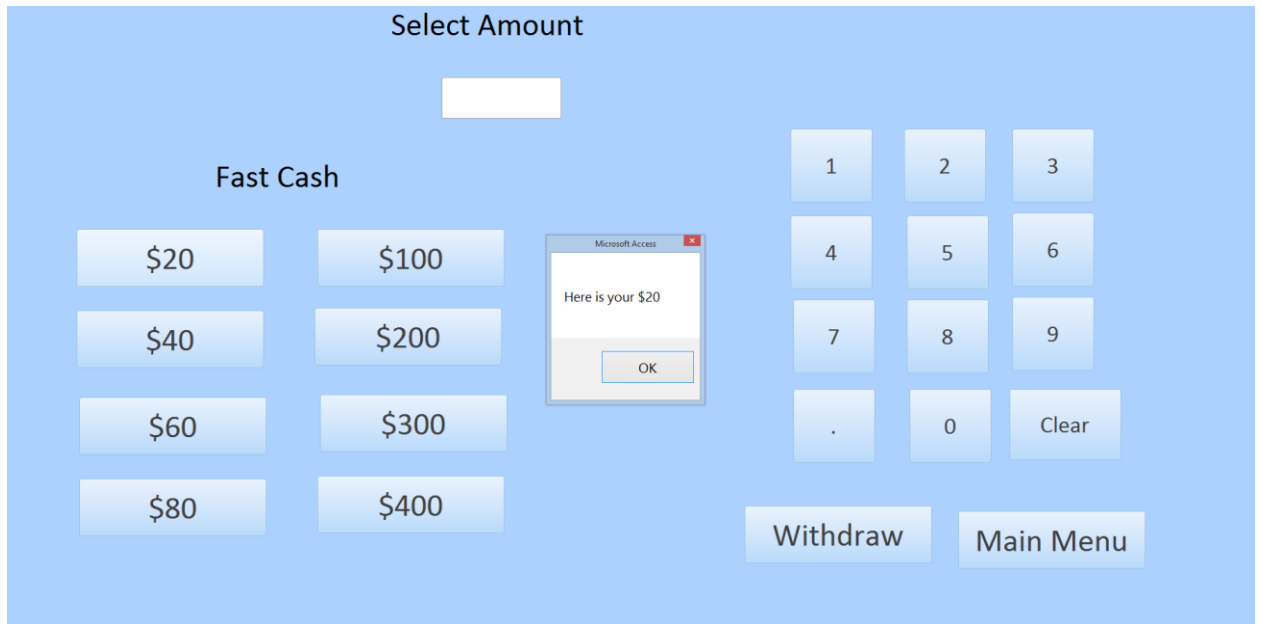 Select Amount
Fast Cash
$20
$100
$40
$200
$60
$300
$80
$400
Microsoft Access
Here is your $20
OK
1
2
3
4
5
6
7
8
9
.
0
Clear
Withdraw
Main Menu